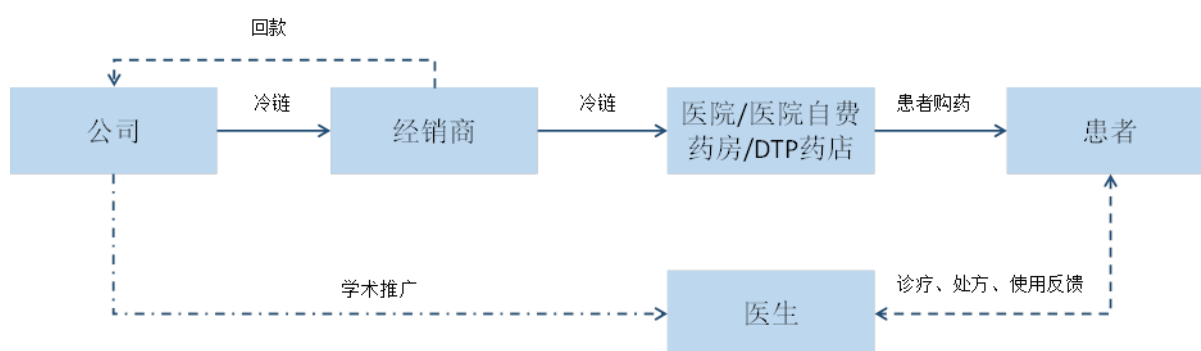 回款
公司
冷链
经销商
冷链
医院/医院自费
药房/DTP药店
患者购药
患者
学术推广
医生
诊疗、处方、使用反馈